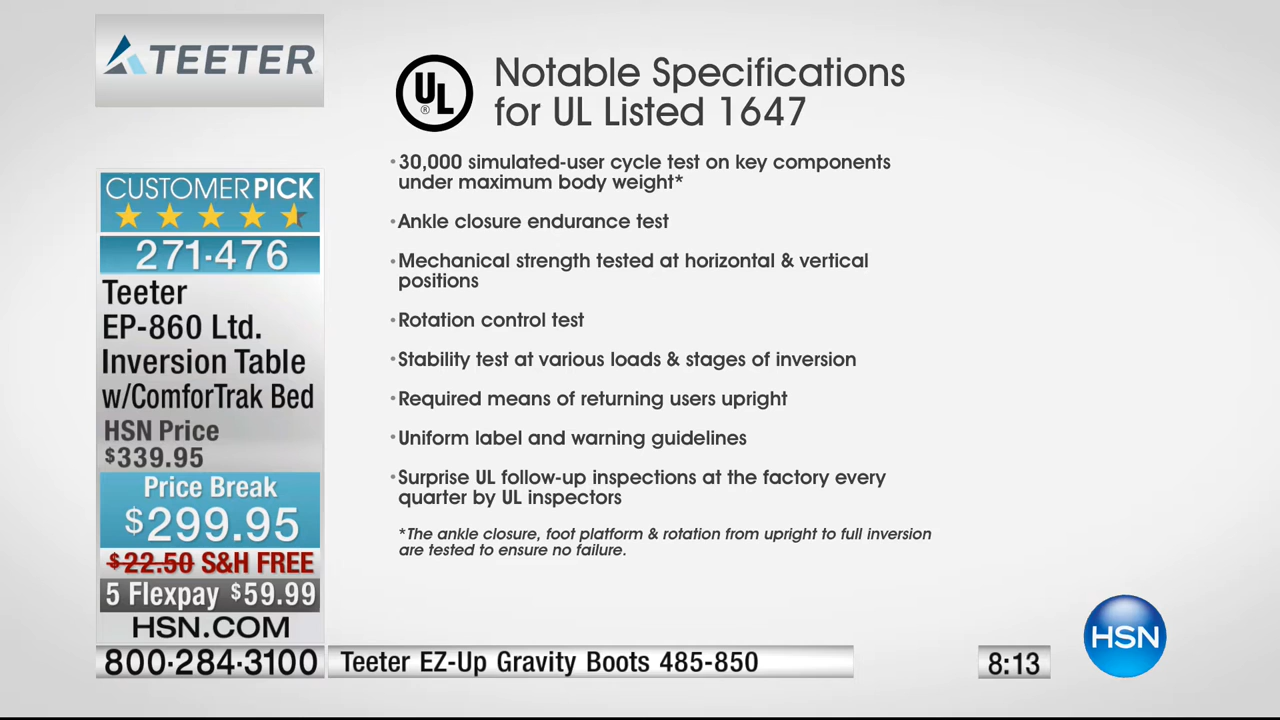 TEETER
CUSTOMER PICK
271·476
Teeter
EP-860 Ltd.
Inversion Table
w/ComforTrak Bed
HSN Price
$339.95
Price Break
$299.95
$22.50 S&H FREE
5 Flexpay $59.99
HSN.COM
800·284·3100
UL
®
Notable Specifications
for UL Listed 1647
•30,000 simulated-user cycle test on key components
under maximum body weight*
•Ankle closure endurance test
•Mechanical strength tested at horizontal & vertical
positions
•Rotation control test
•Stability test at various loads & stages of inversion
•Required means of returning users upright
•Uniform label and warning guidelines
•Surprise UL follow-up inspections at the factory every
quarter by UL inspectors
*The ankle closure, foot platform & rotation from upright to full inversion
are tested to ensure no failure.
Teeter EZ-Up Gravity Boots 485-850
8:13
HSN